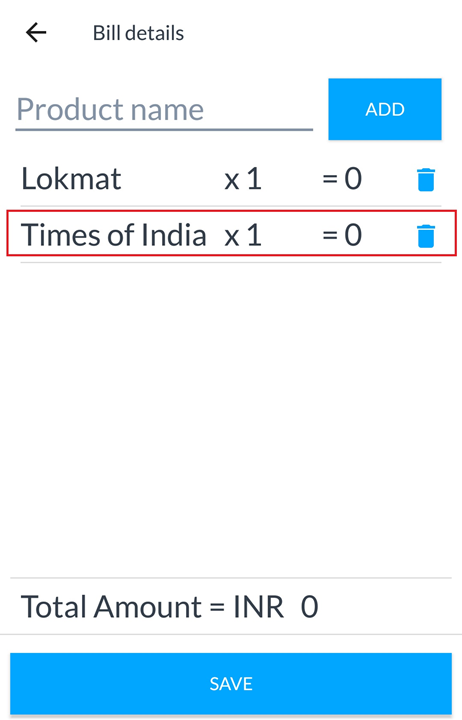 Bill details
Product name ADD
Lokmat x 1 = 0
Times of India x 1 = 0
Total Amount = INR 0
SAVE